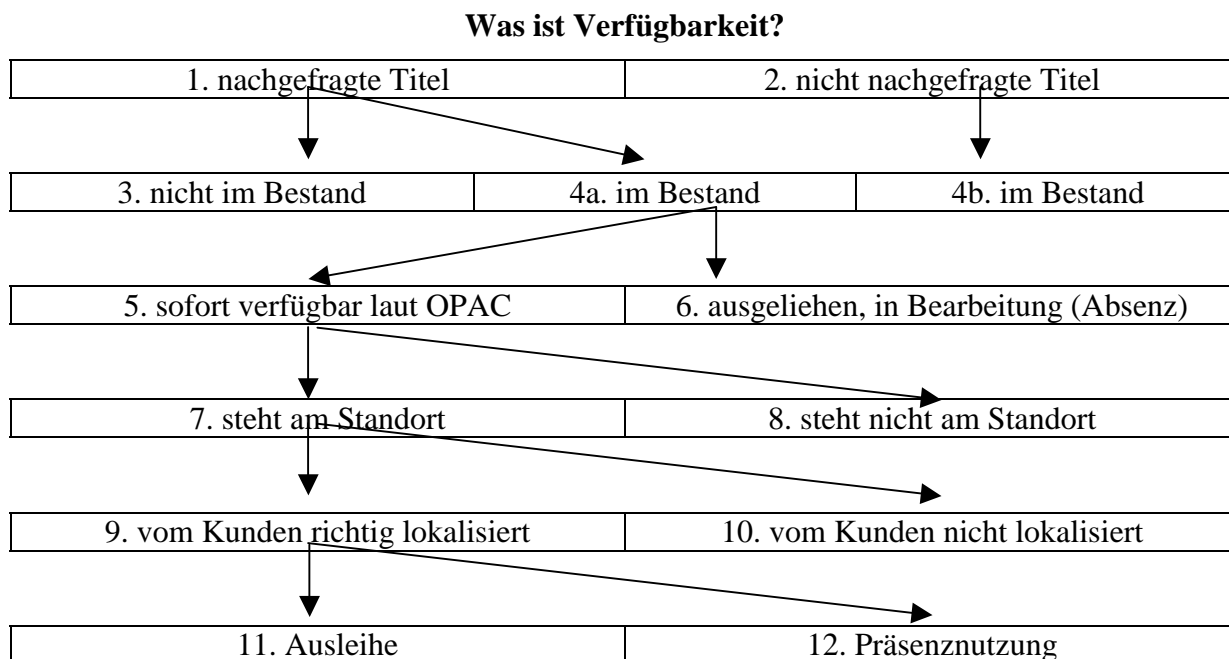 Was ist Verfügbarkeit?
1. nachgefragte Titel 2. nicht nachgefragte Titel
3. nicht im Bestand 4a. im Bestand 4b. im Bestand
5. sofort verfügbar laut OPAC 6. ausgeliehen, in Bearbeitung (Absenz)
7. steht am Standort 8. steht nicht am Standort
9. vom Kunden richtig lokalisiert 10. vom Kunden nicht lokalisiert
11. Ausleihe 12. Präsenznutzung